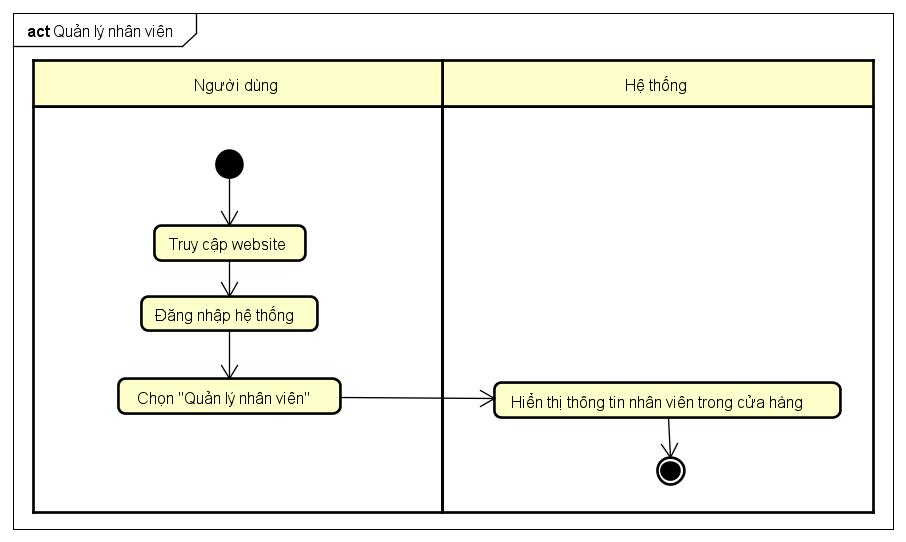 act Quản lý nhân viên
Người dùng
Hệ thống
Truy cập website
Đăng nhập hệ thống
Chọn "Quản lý nhân viên"
Hiển thị thông tin nhân viên trong cửa hàng